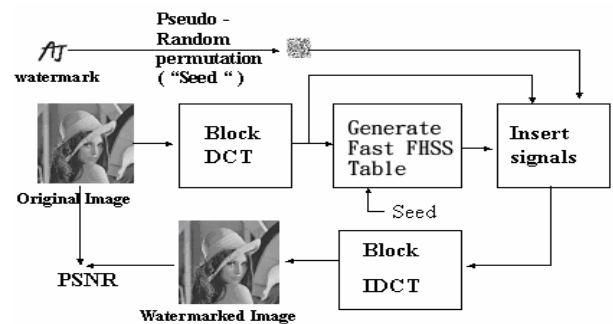 Pseudo -
Random
permutation
( “Seed “ )
AJ
watermark
Block
DCT
Generate
Fast FHSS
Table
Insert
signals
Original Image
Seed
Block
IDCT
PSNR
Watermarked Image